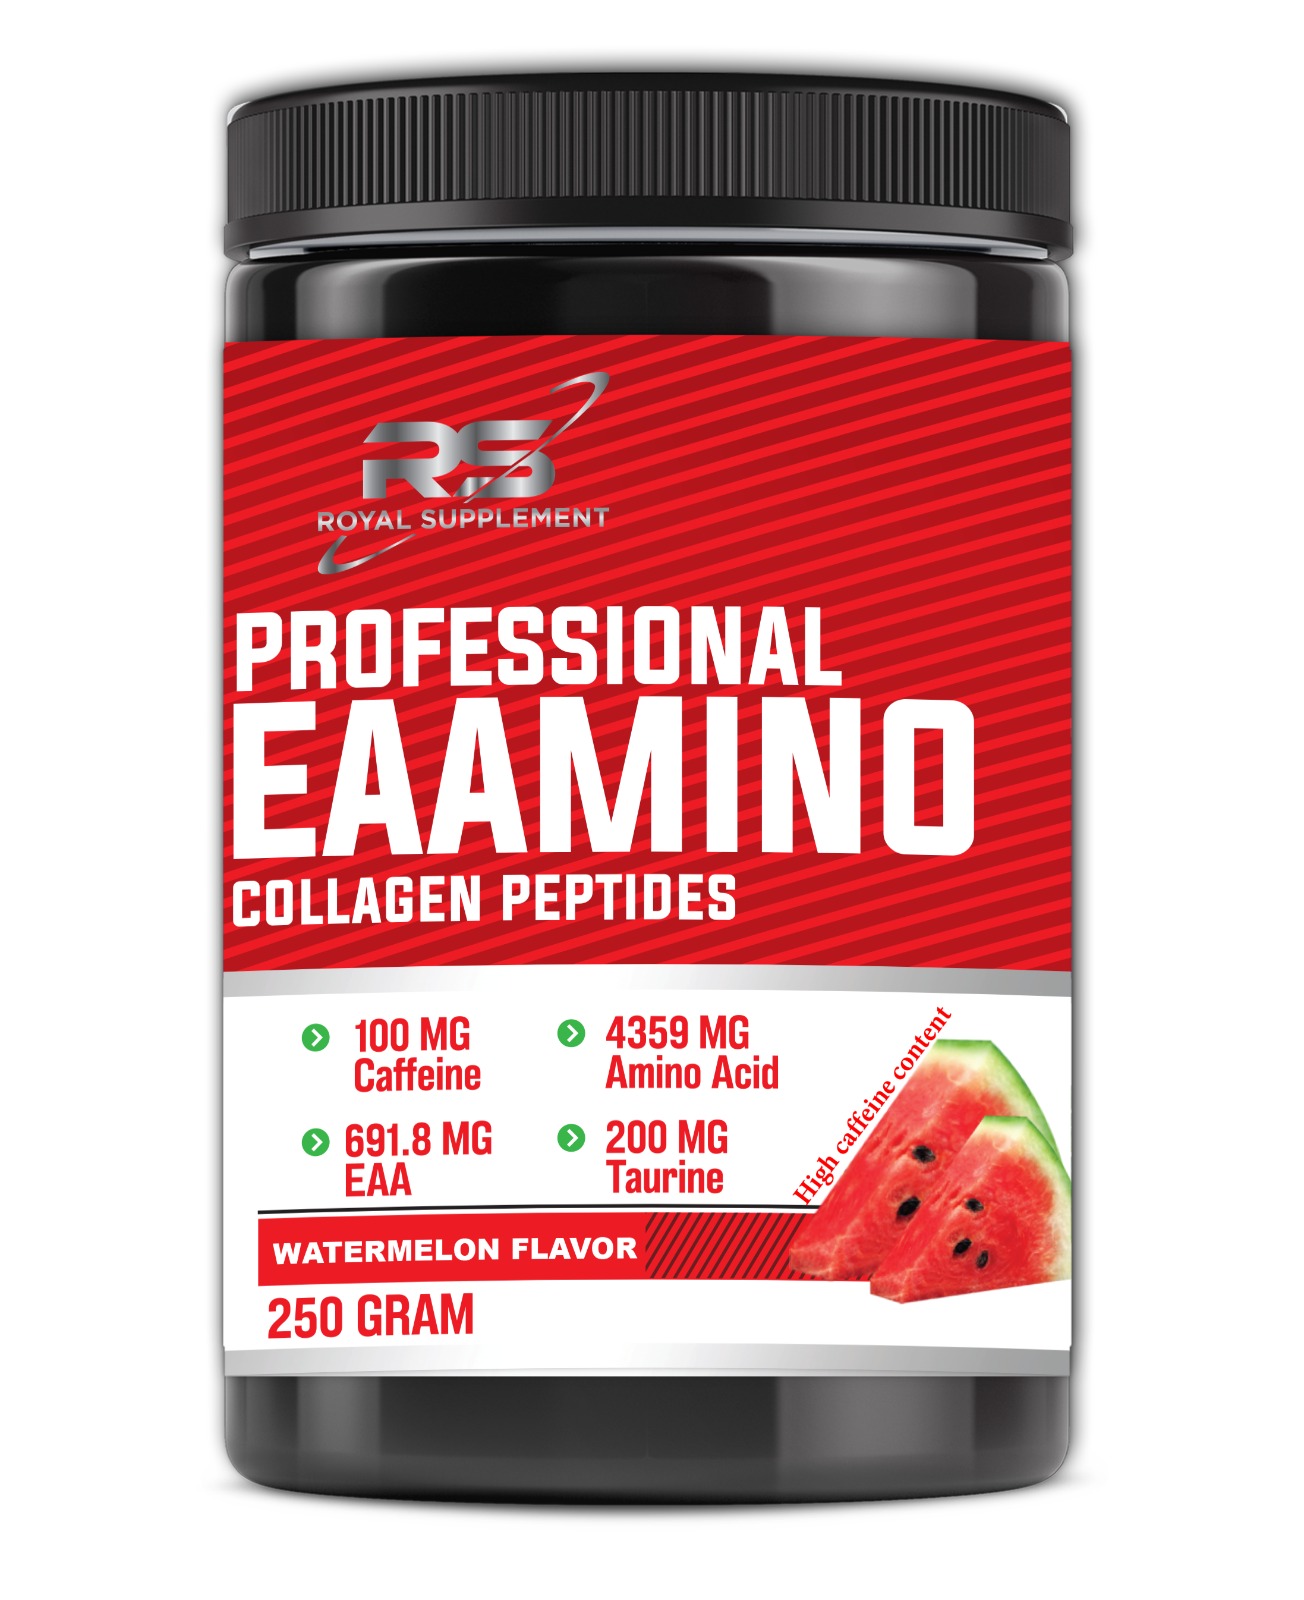 RS
ROYAL SUPPLEMENT
PROFESSIONAL
EAAMINO
COLLAGEN PEPTIDES
100 MG
Caffeine
4359 MG
Amino Acid
691.8 MG
EAA
200 MG
Taurine
High caffeine content
WATERMELON FLAVOR
250 GRAM